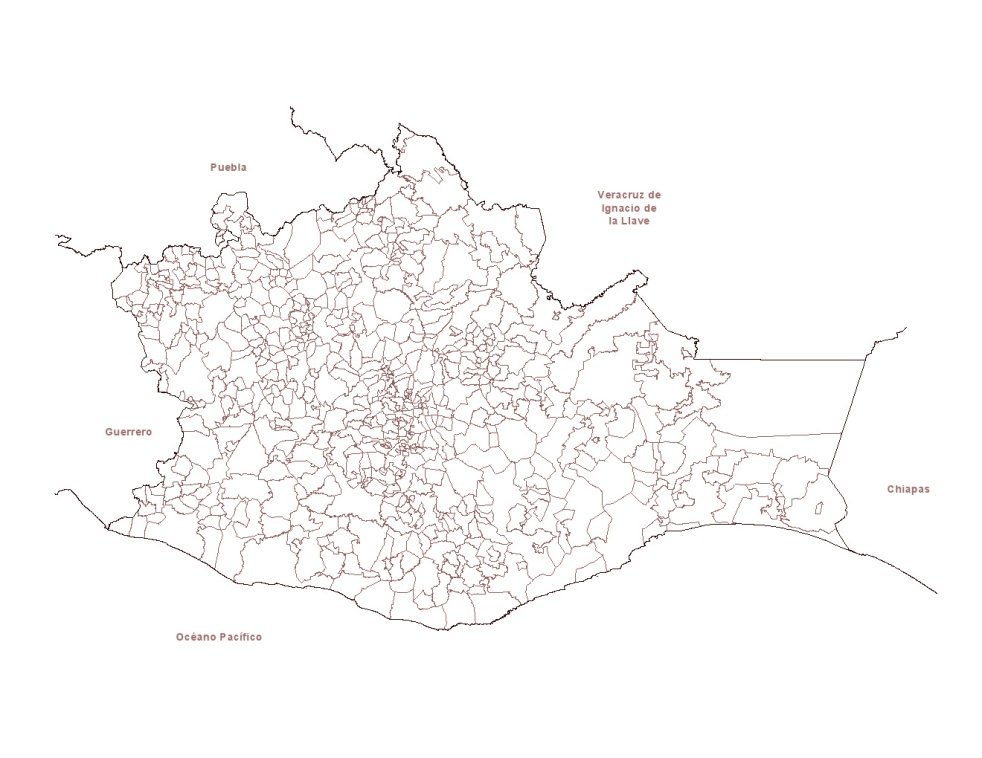 Puebla
Veracruz de
Ignacio de
la Llave
Guerrero
Chiapas
Océano Pacífico